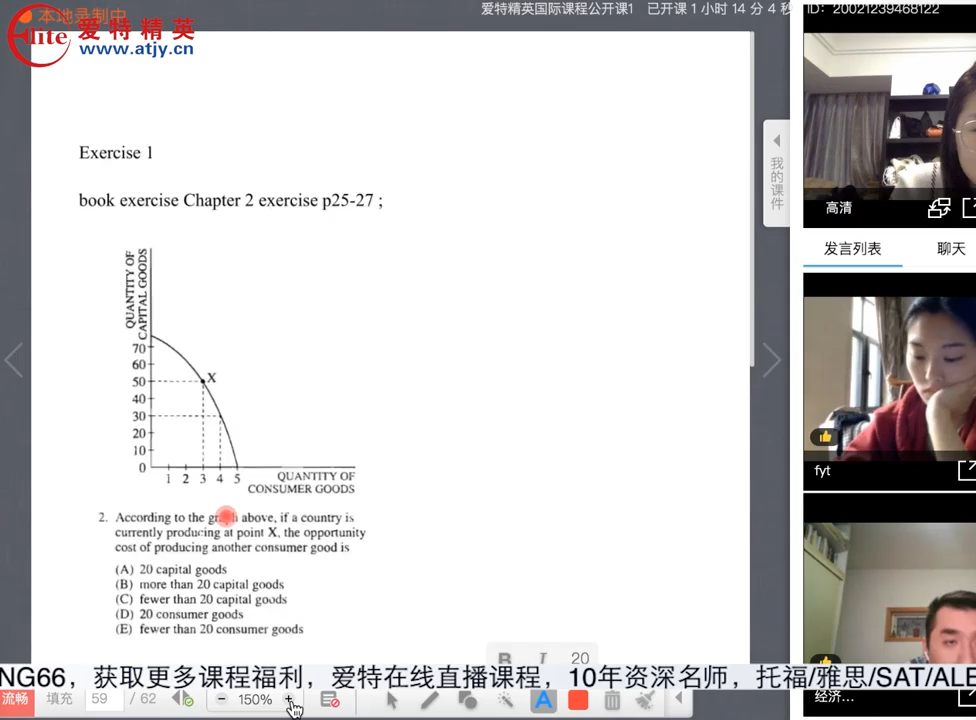 本地录制中
爱特精英国际课程公开课1 已开课 1 小时 14 分 4 秒
ID: 20021239468122
Elite 爱特精英
www.atjy.cn
Exercise 1
book exercise Chapter 2 exercise p25-27 ;
QUANTITY OF
CAPITAL GOODS
70
60
50
40
30
20
10
0
X
1 2 3 4 5
QUANTITY OF
CONSUMER GOODS
2. According to the graph above, if a country is
currently producing at point X, the opportunity
cost of producing another consumer good is
(A) 20 capital goods
(B) more than 20 capital goods
(C) fewer than 20 capital goods
(D) 20 consumer goods
(E) fewer than 20 consumer goods
我的课件
高清
发言列表 聊天
fyt
B I 20
NG66，获取更多课程福利，爱特在线直播课程，10年资深名师，托福/雅思/SAT/ALE
流畅 填充 59 / 62 150% A
经济...